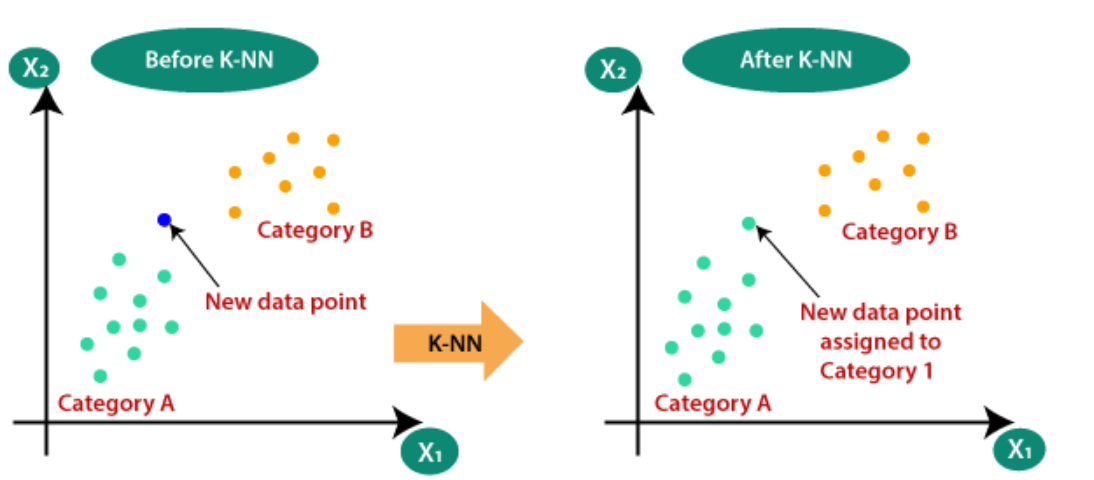 Before K-NN
X₂
Category B
New data point
Category A
X₁
K-NN
After K-NN
X₂
Category B
New data point
assigned to
Category 1
Category A
X₁